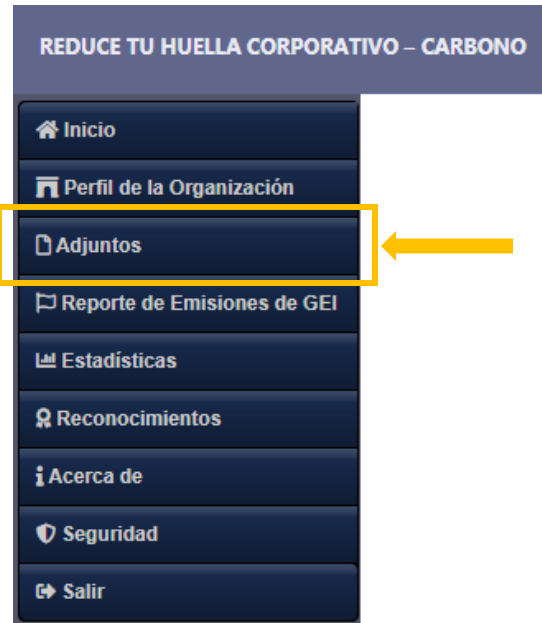 REDUCE TU HUELLA CORPORATIVO – CARBONO
Inicio
Perfil de la Organización
Adjuntos
Reporte de Emisiones de GEI
Estadísticas
Reconocimientos
Acerca de
Seguridad
Salir